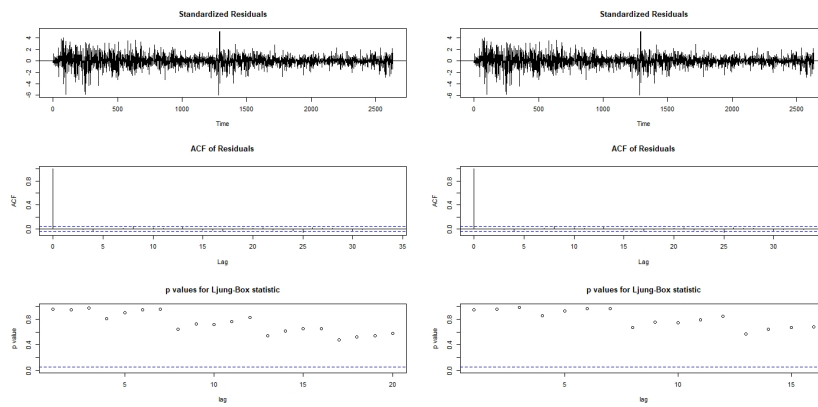 Standardized Residuals
4
2
0
-2
-4
-6
0 500 1000 1500 2000 2500
Time
ACF of Residuals
ACF
0.8
0.4
0.0
0 5 10 15 20 25 30 35
Lag
p values for Ljung-Box statistic
p value
0.8
0.4
0.0
5 10 15 20
lag
Standardized Residuals
4
2
0
-2
-4
-6
0 500 1000 1500 2000 2500
Time
ACF of Residuals
ACF
0.8
0.4
0.0
0 5 10 15 20 25 30
Lag
p values for Ljung-Box statistic
p value
0.8
0.4
0.0
5 10 15
lag